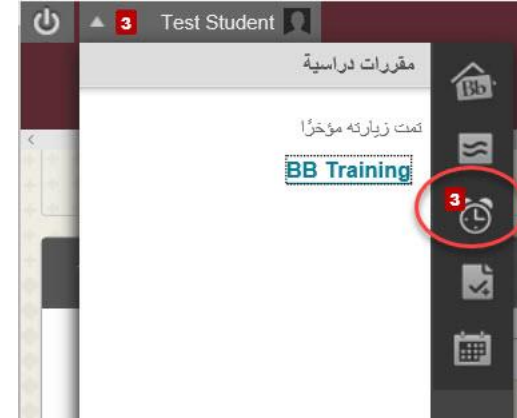 3 Test Student
مقررات دراسية
Bb
تمت زيارته مؤخرًا
BB Training
3